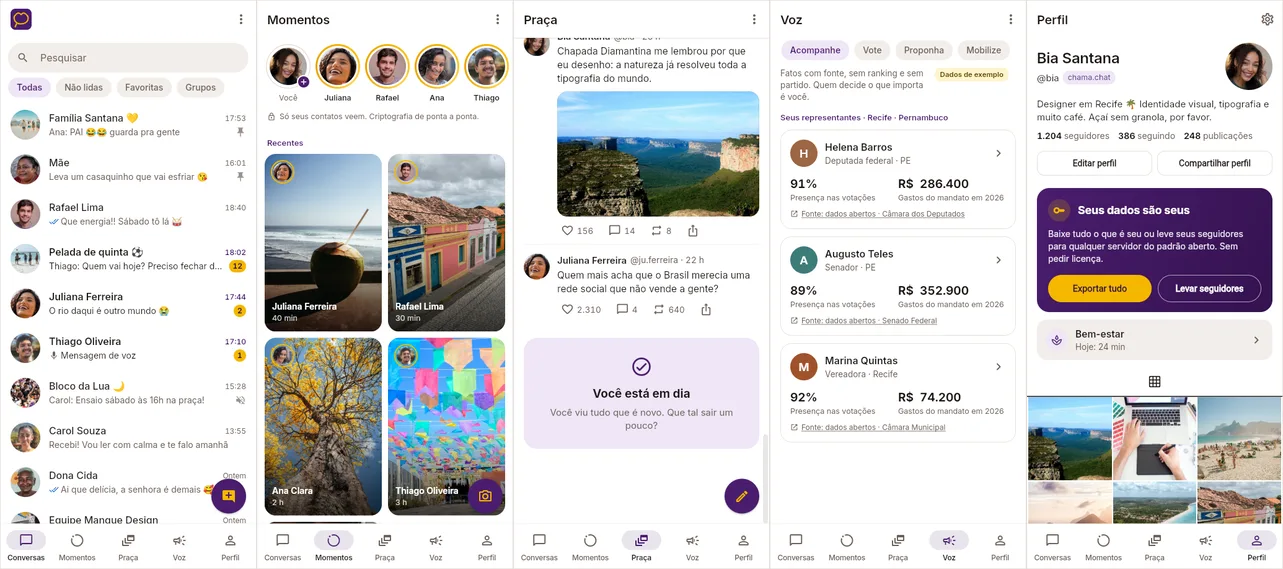 Pesquisar
Todas
Não lidas
Favoritas
Grupos
Família Santana 💛
17:53
Ana: PAI 😂😂 guarda pra gente
Mãe
16:01
Leva um casaquinho que vai esfriar 😘
Rafael Lima
18:40
Que energia!! Sábado tô lá 🥁
Pelada de quinta ⚽
18:02
Thiago: Quem vai hoje? Preciso fechar d...
12
Juliana Ferreira
17:44
O rio daqui é outro mundo 😭
2
Thiago Oliveira
17:10
Mensagem de voz
1
Bloco da Lua 🌙
15:28
Carol: Ensaio sábado às 16h na praça!
Carol Souza
13:55
Recebi! Vou ler com calma e te falo amanhã
Dona Cida
Ontem
Ai que delícia, a senhora é demais 🥰
Equipe Mangue Design
Ontem
Conversas
Momentos
Praça
Voz
Perfil
Momentos
Você
Juliana
Rafael
Ana
Thiago
Só seus contatos veem. Criptografia de ponta a ponta.
Recentes
Juliana Ferreira
40 min
Rafael Lima
30 min
Ana Clara
2 h
Thiago Oliveira
3 h
Conversas
Momentos
Praça
Voz
Perfil
Praça
Chapada Diamantina me lembrou por que
eu desenho: a natureza já resolveu toda a
tipografia do mundo.
156
14
8
Juliana Ferreira @ju.ferreira · 22 h
Quem mais acha que o Brasil merecia uma
rede social que não vende a gente?
2.310
4
640
Você está em dia
Você viu tudo que é novo. Que tal sair um
pouco?
Conversas
Momentos
Praça
Voz
Perfil
Voz
Acompanhe
Vote
Proponha
Mobilize
Fatos com fonte, sem ranking e sem
partido. Quem decide o que importa
é você.
Dados de exemplo
Seus representantes · Recife · Pernambuco
H
Helena Barros
Deputada federal · PE
91%
Presença nas votações
R$ 286.400
Gastos do mandato em 2026
Fonte: dados abertos · Câmara dos Deputados
A
Augusto Teles
Senador · PE
89%
Presença nas votações
R$ 352.900
Gastos do mandato em 2026
Fonte: dados abertos · Senado Federal
M
Marina Quintas
Vereadora · Recife
92%
Presença nas votações
R$ 74.200
Gastos do mandato em 2026
Fonte: dados abertos · Câmara Municipal
Conversas
Momentos
Praça
Voz
Perfil
Perfil
Bia Santana
@bia
chama.chat
Designer em Recife 🌴 Identidade visual, tipografia e
muito café. Açaí sem granola, por favor.
1.204 seguidores
386 seguindo
248 publicações
Editar perfil
Compartilhar perfil
Seus dados são seus
Baixe tudo o que é seu ou leve seus seguidores
para qualquer servidor do padrão aberto. Sem
pedir licença.
Exportar tudo
Levar seguidores
Bem-estar
Hoje: 24 min
Conversas
Momentos
Praça
Voz
Perfil